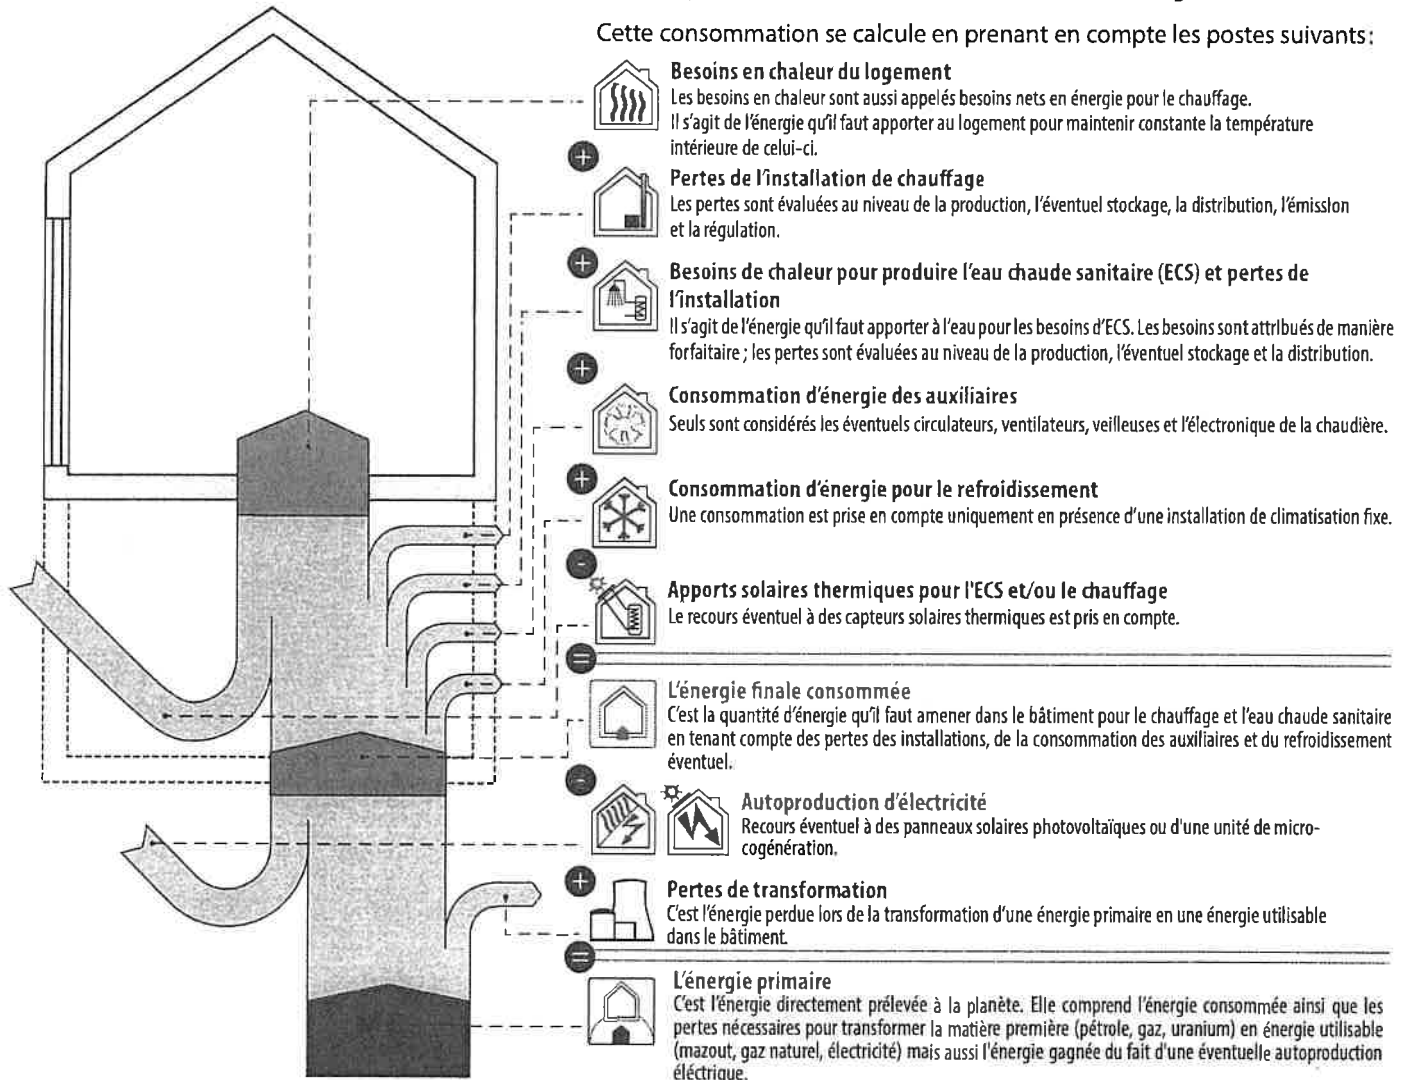 Cette consommation se calcule en prenant en compte les postes suivants:
Besoins en chaleur du logement
Les besoins en chaleur sont aussi appelés besoins nets en énergie pour le chauffage.
Il s'agit de l'énergie qu'il faut apporter au logement pour maintenir constante la température
intérieure de celui-ci.
+
Pertes de l'installation de chauffage
Les pertes sont évaluées au niveau de la production, l'éventuel stockage, la distribution, l'émission
et la régulation.
+
Besoins de chaleur pour produire l'eau chaude sanitaire (ECS) et pertes de
l'installation
Il s'agit de l'énergie qu'il faut apporter à l'eau pour les besoins d'ECS. Les besoins sont attribués de manière
forfaitaire ; les pertes sont évaluées au niveau de la production, l'éventuel stockage et la distribution.
+
Consommation d'énergie des auxiliaires
Seuls sont considérés les éventuels circulateurs, ventilateurs, veilleuses et l'électronique de la chaudière.
+
Consommation d'énergie pour le refroidissement
Une consommation est prise en compte uniquement en présence d'une installation de climatisation fixe.
-
Apports solaires thermiques pour l'ECS et/ou le chauffage
Le recours éventuel à des capteurs solaires thermiques est pris en compte.
=
L'énergie finale consommée
C'est la quantité d'énergie qu'il faut amener dans le bâtiment pour le chauffage et l'eau chaude sanitaire
en tenant compte des pertes des installations, de la consommation des auxiliaires et du refroidissement
éventuel.
-
Autoproduction d'électricité
Recours éventuel à des panneaux solaires photovoltaïques ou d'une unité de micro-
cogénération.
+
Pertes de transformation
C'est l'énergie perdue lors de la transformation d'une énergie primaire en une énergie utilisable
dans le bâtiment.
=
L'énergie primaire
C'est l'énergie directement prélevée à la planète. Elle comprend l'énergie consommée ainsi que les
pertes nécessaires pour transformer la matière première (pétrole, gaz, uranium) en énergie utilisable
(mazout, gaz naturel, électricité) mais aussi l'énergie gagnée du fait d'une éventuelle autoproduction
éléctrique.